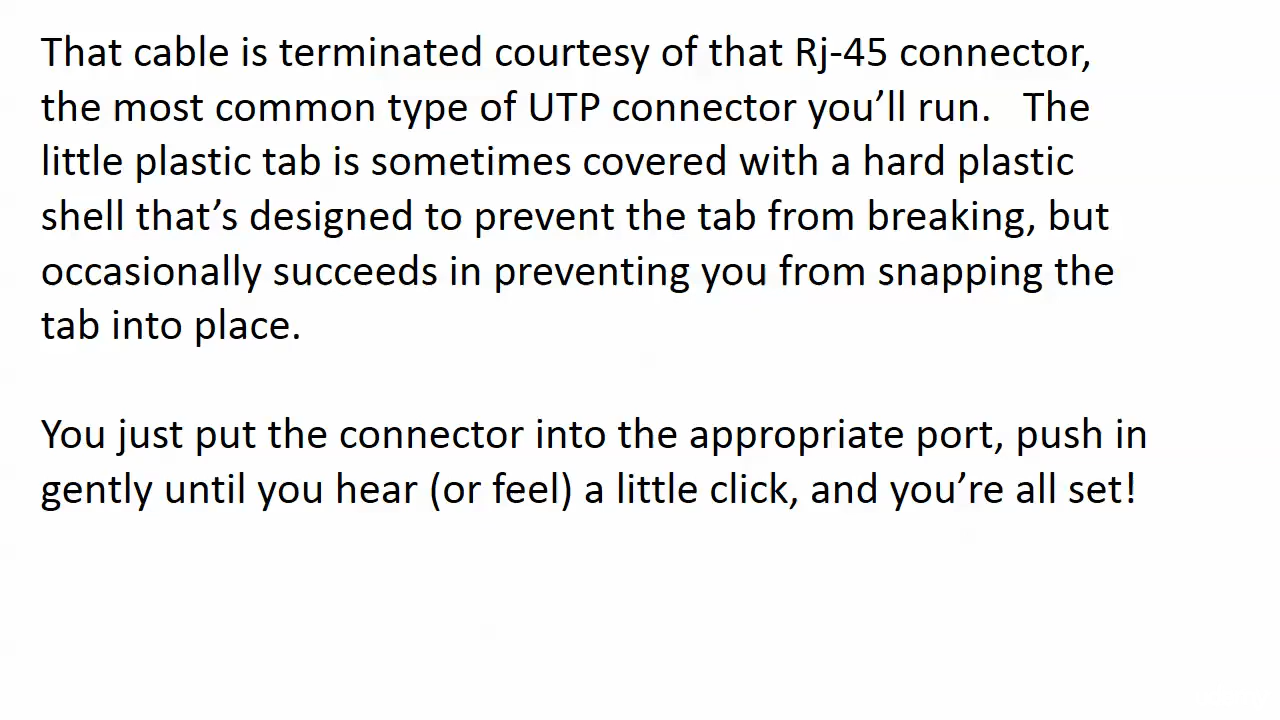 That cable is terminated courtesy of that Rj-45 connector,
the most common type of UTP connector you’ll run.   The
little plastic tab is sometimes covered with a hard plastic
shell that’s designed to prevent the tab from breaking, but
occasionally succeeds in preventing you from snapping the
tab into place.
You just put the connector into the appropriate port, push in
gently until you hear (or feel) a little click, and you’re all set!